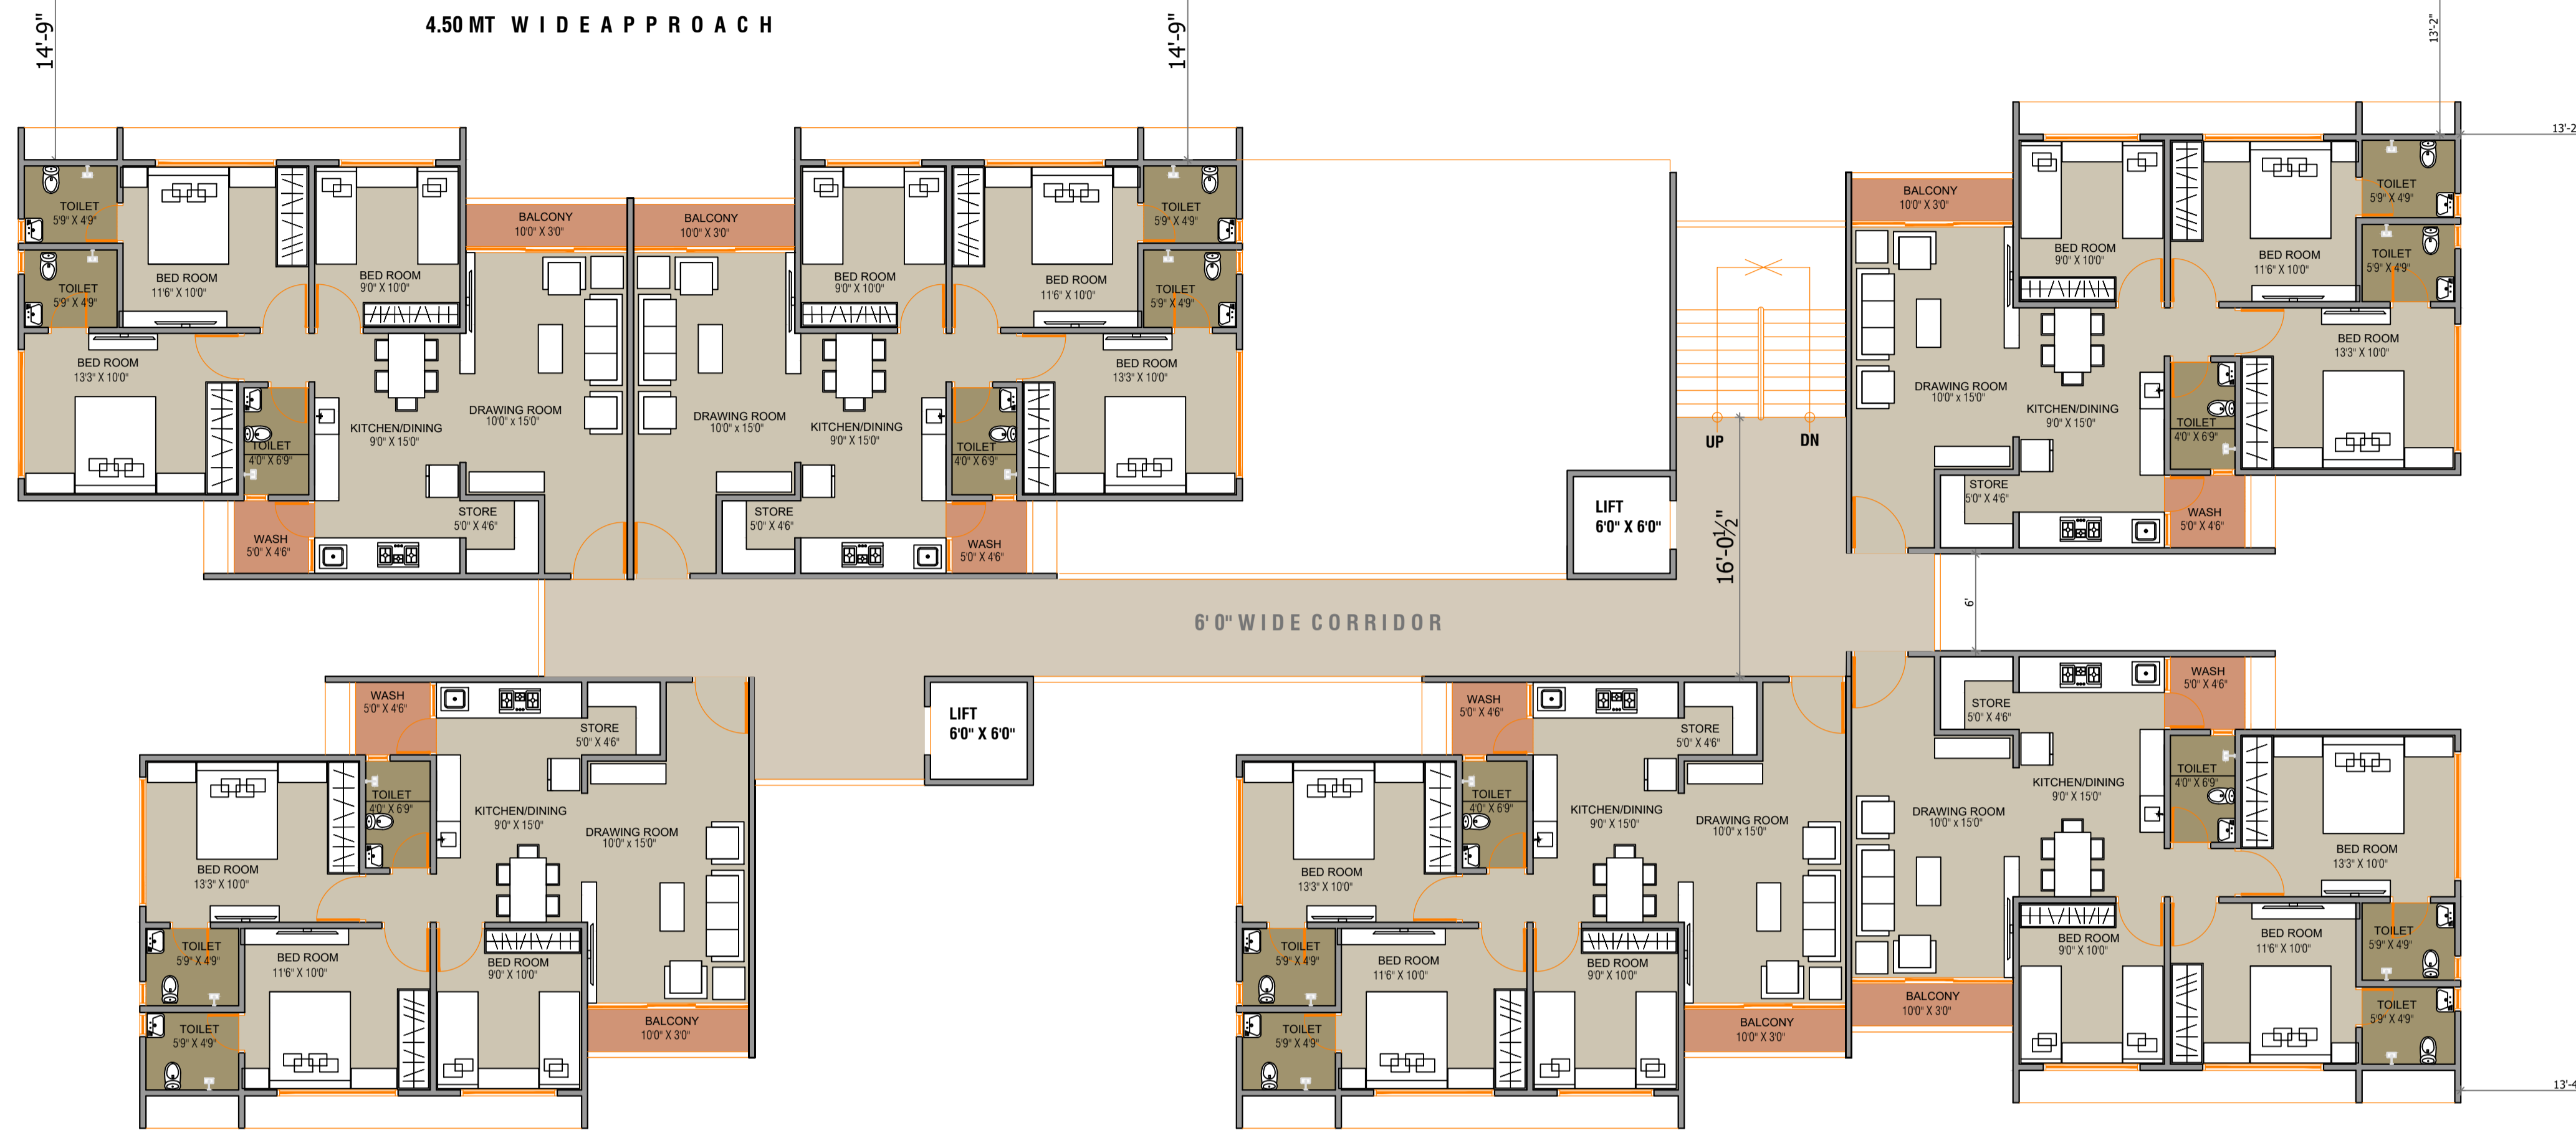 4.50 MT W I D E A P P R O A C H
14'-9"
14'-9"
13'-2"
13'-2
TOILET
5'9" X 4'9"
TOILET
5'9" X 4'9"
BED ROOM
11'6" X 10'0"
BED ROOM
9'0" X 10'0"
BALCONY
10'0" X 3'0"
BED ROOM
13'3" X 10'0"
TOILET
4'0" X 6'9"
KITCHEN/DINING
9'0" X 15'0"
DRAWING ROOM
10'0" x 15'0"
STORE
5'0" X 4'6"
WASH
5'0" X 4'6"
BALCONY
10'0" X 3'0"
BED ROOM
9'0" X 10'0"
BED ROOM
11'6" X 10'0"
TOILET
5'9" X 4'9"
TOILET
5'9" X 4'9"
BED ROOM
13'3" X 10'0"
DRAWING ROOM
10'0" x 15'0"
KITCHEN/DINING
9'0" X 15'0"
TOILET
4'0" X 6'9"
STORE
5'0" X 4'6"
WASH
5'0" X 4'6"
UP
DN
LIFT
6'0" X 6'0"
16'-0½"
BALCONY
10'0" X 3'0"
BED ROOM
9'0" X 10'0"
BED ROOM
11'6" X 10'0"
TOILET
5'9" X 4'9"
TOILET
5'9" X 4'9"
BED ROOM
13'3" X 10'0"
DRAWING ROOM
10'0" x 15'0"
KITCHEN/DINING
9'0" X 15'0"
TOILET
4'0" X 6'9"
STORE
5'0" X 4'6"
WASH
5'0" X 4'6"
6' 0" W I D E C O R R I D O R
6'
WASH
5'0" X 4'6"
STORE
5'0" X 4'6"
TOILET
4'0" X 6'9"
KITCHEN/DINING
9'0" X 15'0"
DRAWING ROOM
10'0" x 15'0"
BED ROOM
13'3" X 10'0"
TOILET
5'9" X 4'9"
BED ROOM
11'6" X 10'0"
BED ROOM
9'0" X 10'0"
TOILET
5'9" X 4'9"
BALCONY
10'0" X 3'0"
LIFT
6'0" X 6'0"
WASH
5'0" X 4'6"
STORE
5'0" X 4'6"
TOILET
4'0" X 6'9"
KITCHEN/DINING
9'0" X 15'0"
DRAWING ROOM
10'0" x 15'0"
BED ROOM
13'3" X 10'0"
TOILET
5'9" X 4'9"
BED ROOM
11'6" X 10'0"
BED ROOM
9'0" X 10'0"
TOILET
5'9" X 4'9"
BALCONY
10'0" X 3'0"
WASH
5'0" X 4'6"
STORE
5'0" X 4'6"
TOILET
4'0" X 6'9"
KITCHEN/DINING
9'0" X 15'0"
DRAWING ROOM
10'0" x 15'0"
BED ROOM
13'3" X 10'0"
BED ROOM
9'0" X 10'0"
BED ROOM
11'6" X 10'0"
TOILET
5'9" X 4'9"
BALCONY
10'0" X 3'0"
TOILET
5'9" X 4'9"
13'-4